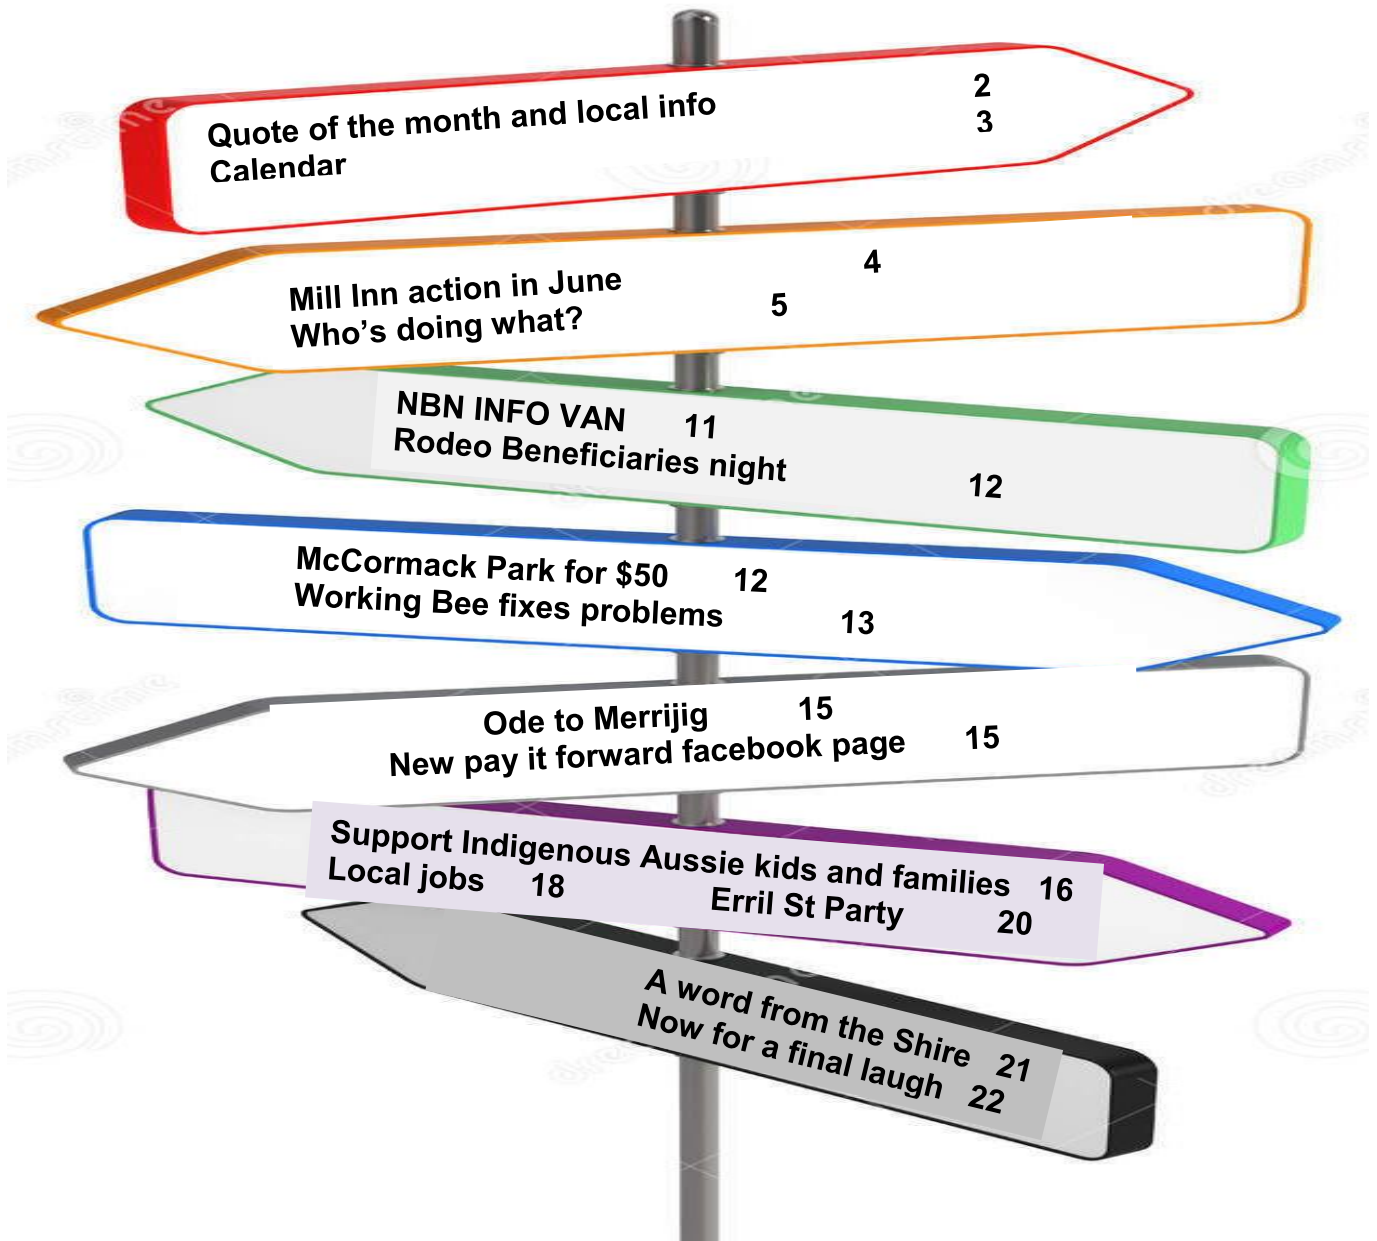 Quote of the month and local info 2
Calendar 3
Mill Inn action in June 4
Who's doing what? 5
NBN INFO VAN 11
Rodeo Beneficiaries night 12
McCormack Park for $50 12
Working Bee fixes problems 13
Ode to Merrijig 15
New pay it forward facebook page 15
Support Indigenous Aussie kids and families 16
Local jobs 18 Erril St Party 20
A word from the Shire 21
Now for a final laugh 22